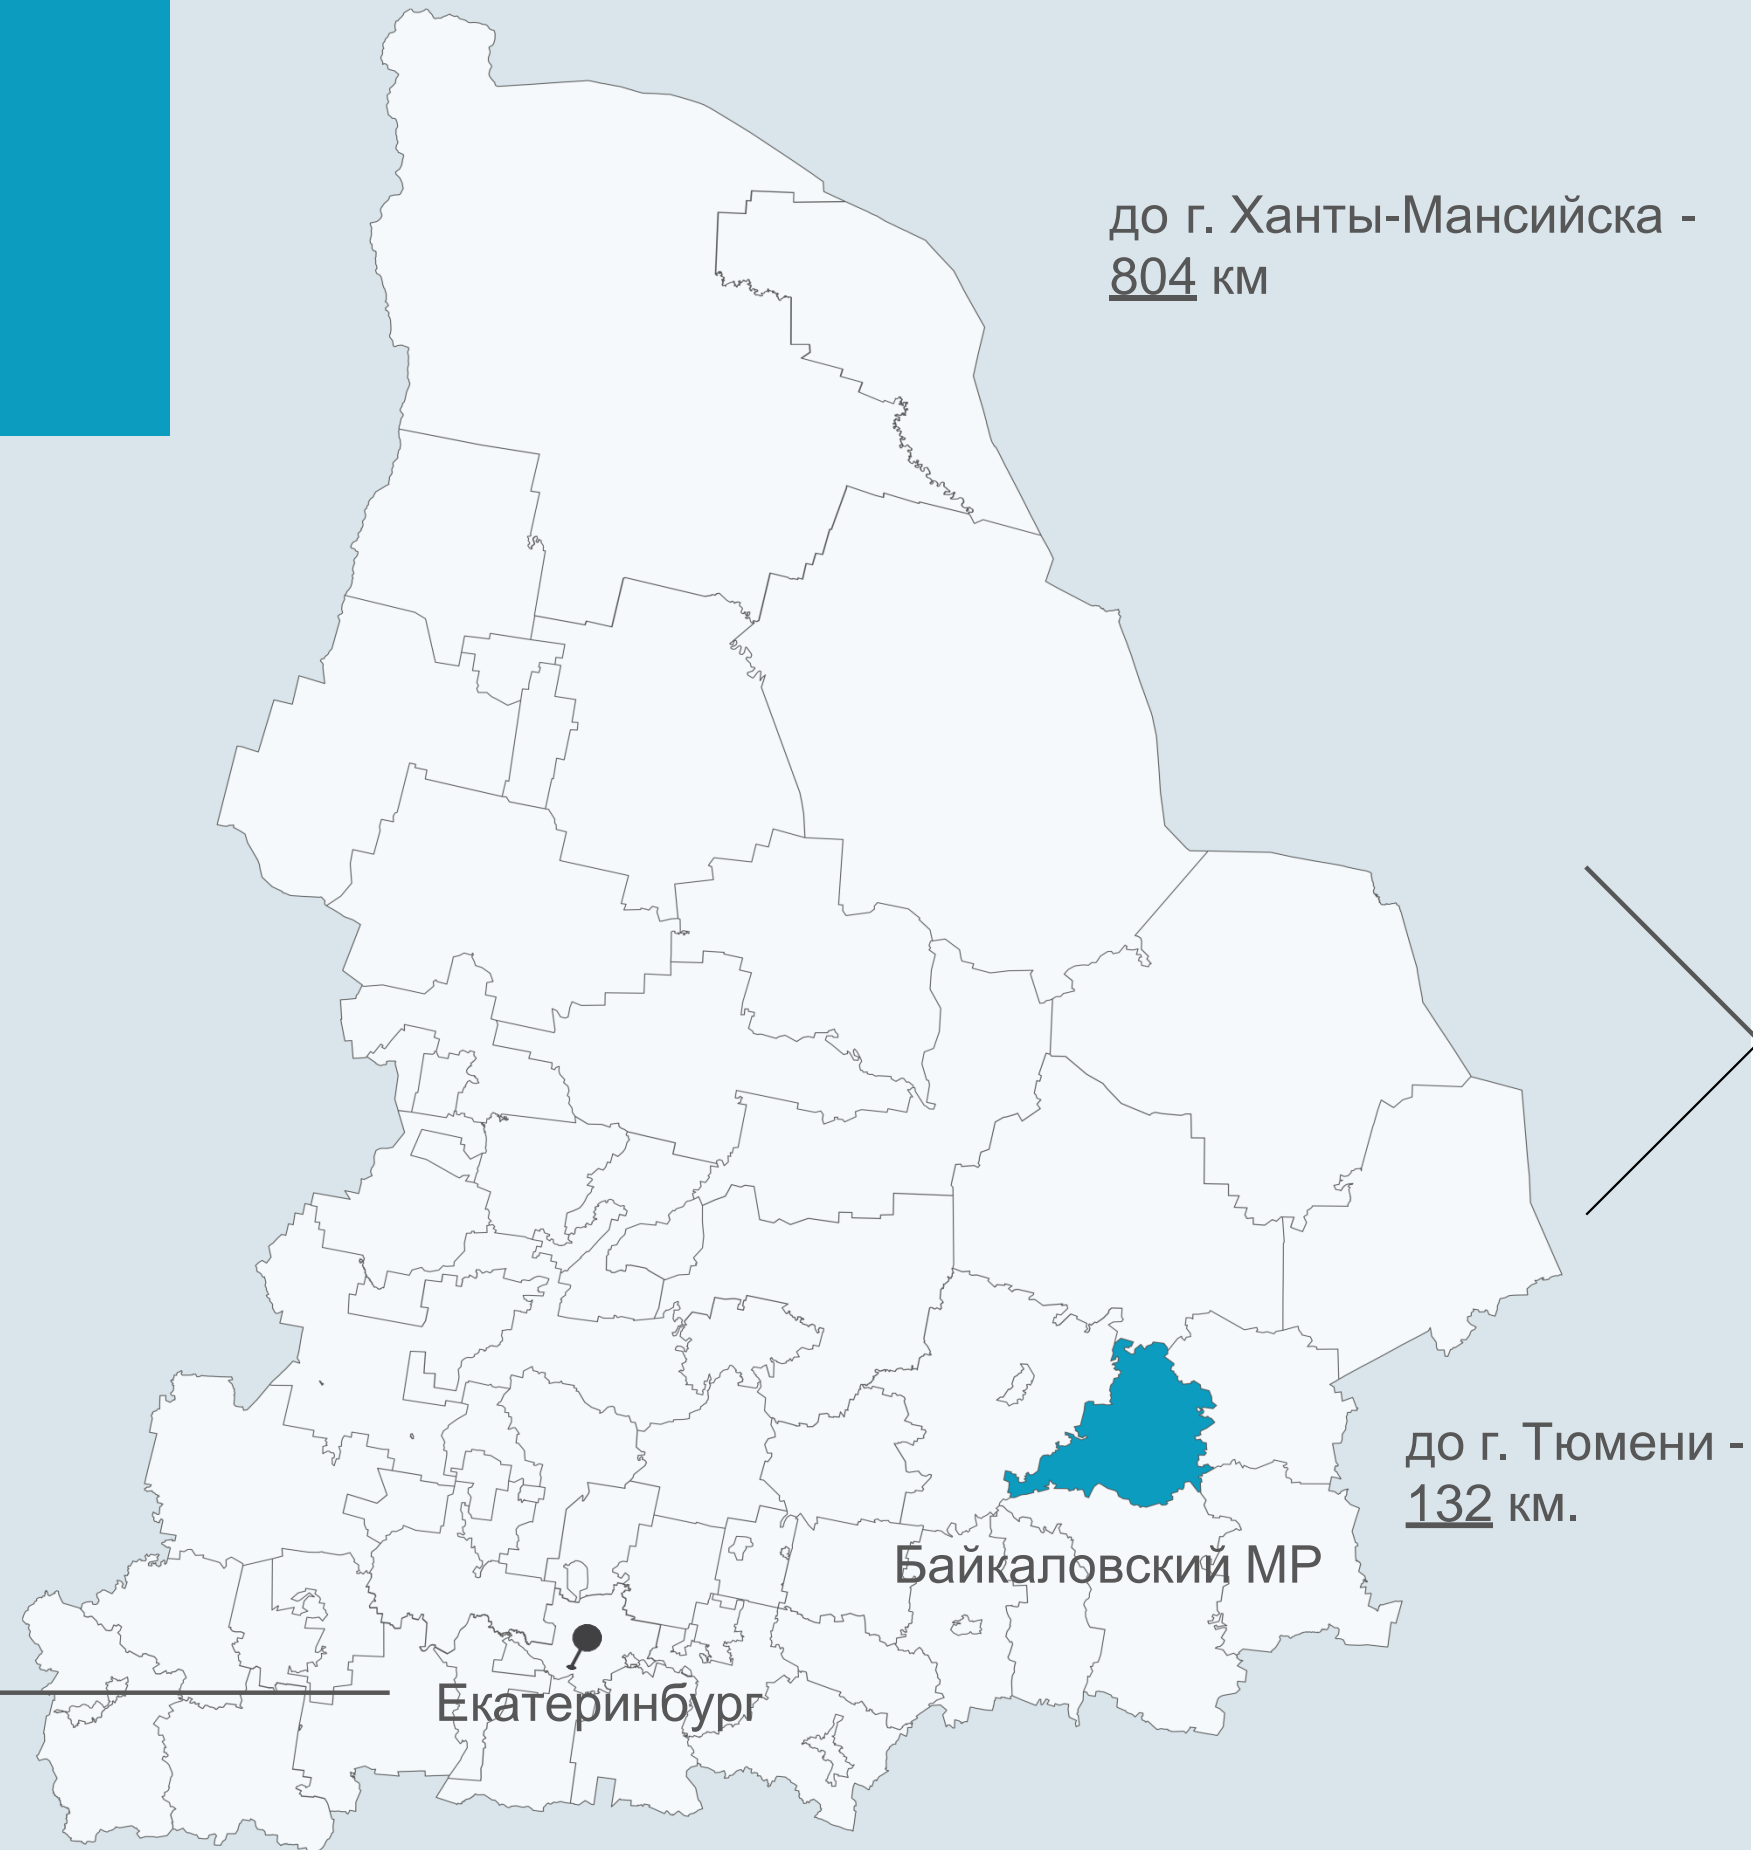 до г. Ханты-Мансийска -
804 км
до г. Тюмени -
132 км.
Байкаловский МР
Екатеринбург